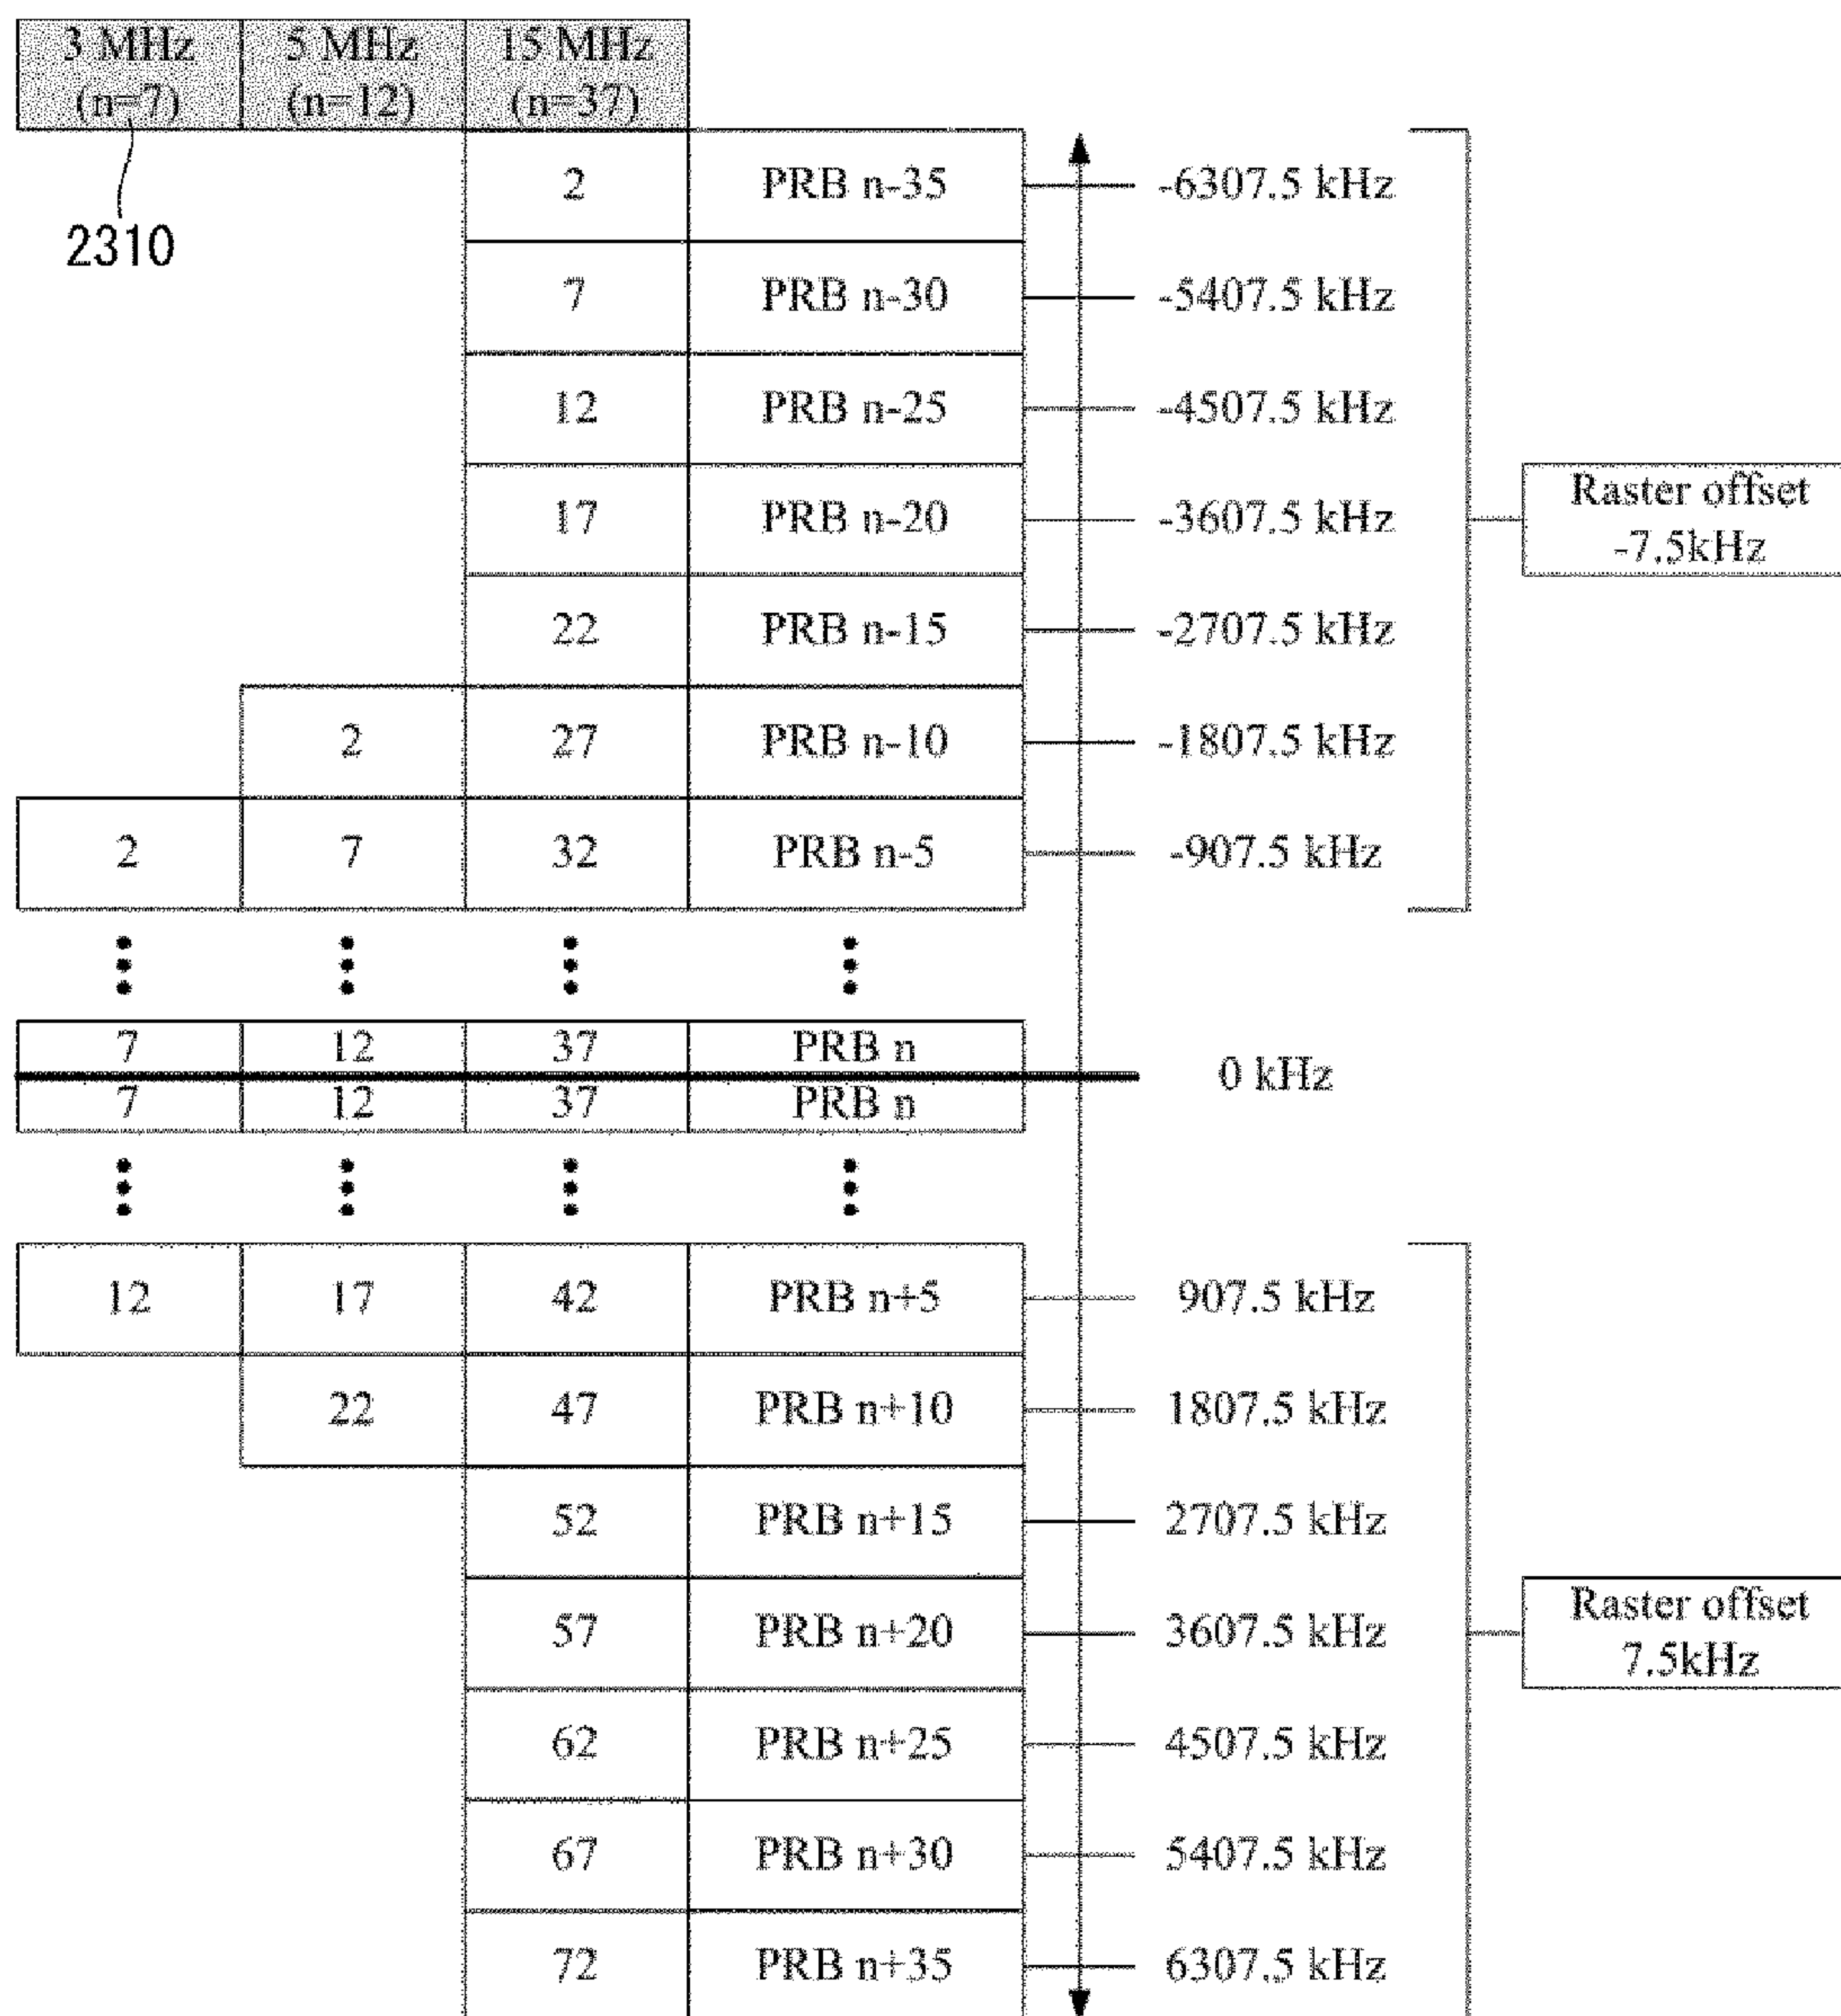 3 MHz 5 MHz 15 MHz
(n=7) (n=12) (n=37)
2310
2 PRB n-35 -6307.5 kHz
7 PRB n-30 -5407.5 kHz
12 PRB n-25 -4507.5 kHz
17 PRB n-20 -3607.5 kHz
22 PRB n-15 -2707.5 kHz
2 27 PRB n-10 -1807.5 kHz
2 7 32 PRB n-5 -907.5 kHz
Raster offset
-7.5kHz
7 12 37 PRB n
0 kHz
7 12 37 PRB n
12 17 42 PRB n+5 907.5 kHz
22 47 PRB n+10 1807.5 kHz
52 PRB n+15 2707.5 kHz
57 PRB n+20 3607.5 kHz
62 PRB n+25 4507.5 kHz
67 PRB n+30 5407.5 kHz
72 PRB n+35 6307.5 kHz
Raster offset
7.5kHz